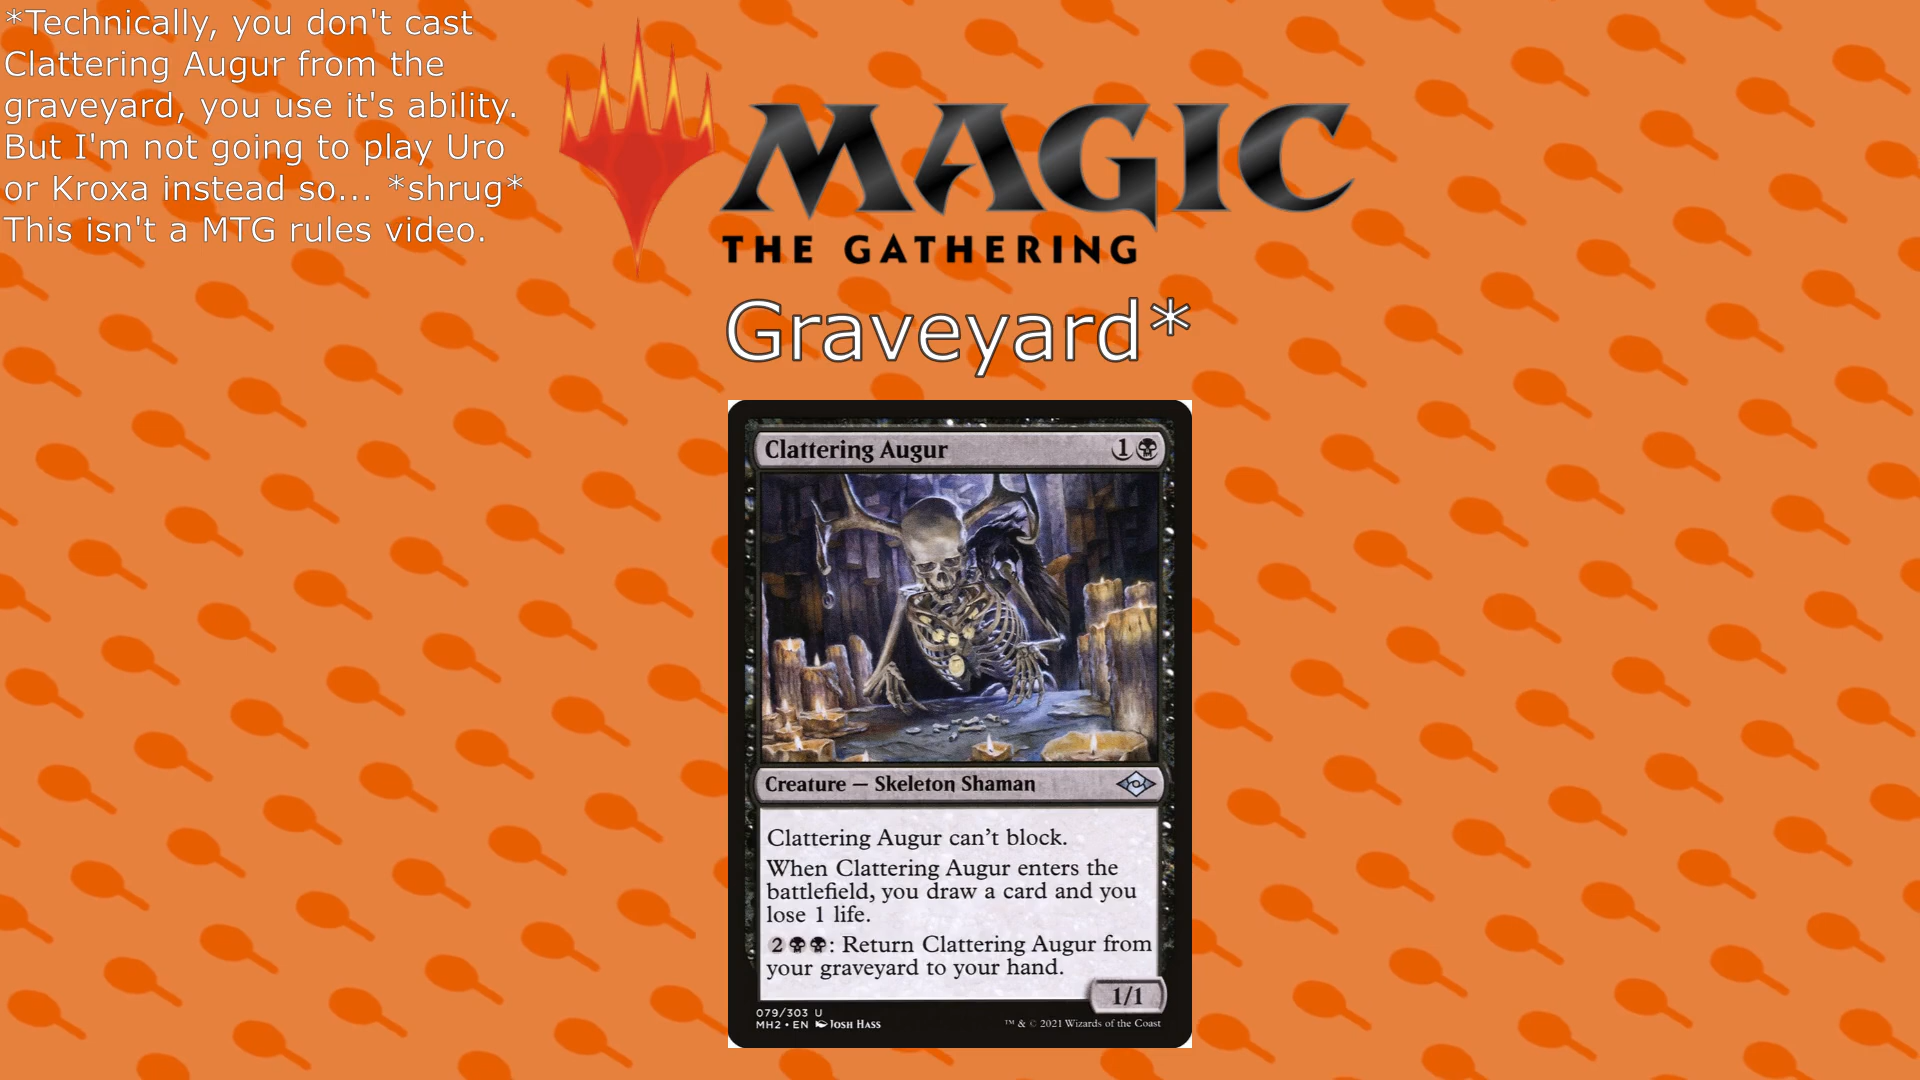 *Technically, you don't cast
Clattering Augur from the
graveyard, you use it's ability.
But I'm not going to play Uro
or Kroxa instead so... *shrug*
This isn't a MTG rules video.
MAGIC
THE GATHERING
Graveyard*
Clattering Augur 1
Creature — Skeleton Shaman
Clattering Augur can't block.
When Clattering Augur enters the
battlefield, you draw a card and you
lose 1 life.
2: Return Clattering Augur from
your graveyard to your hand.
1/1
079/303 U
MH2 • EN Josh Hass
™ & © 2021 Wizards of the Coast